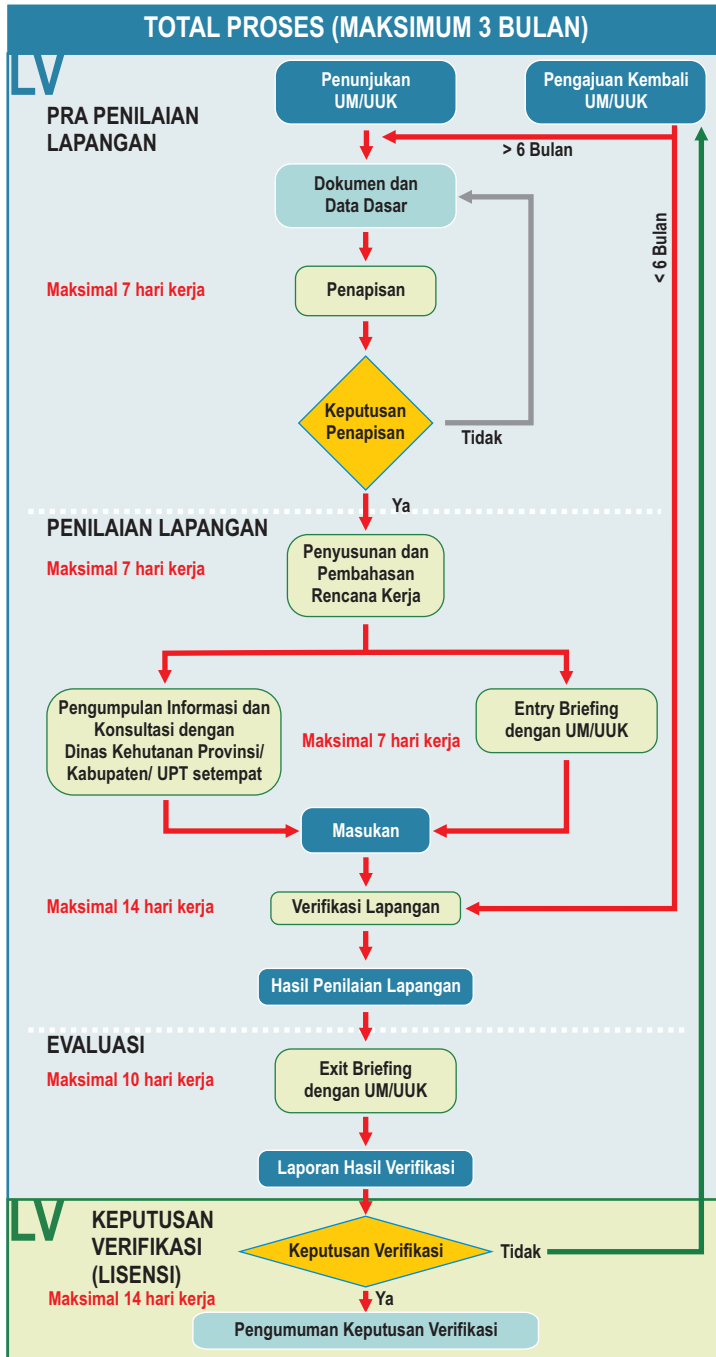 TOTAL PROSES (MAKSIMUM 3 BULAN)
LV
PRA PENILAIAN
LAPANGAN
Penunjukan
UM/UUK
Pengajuan Kembali
UM/UUK
> 6 Bulan
< 6 Bulan
Dokumen dan
Data Dasar
Maksimal 7 hari kerja
Penapisan
Keputusan
Penapisan
Tidak
Ya
PENILAIAN LAPANGAN
Maksimal 7 hari kerja
Penyusunan dan
Pembahasan
Rencana Kerja
Pengumpulan Informasi dan
Konsultasi dengan
Dinas Kehutanan Provinsi/
Kabupaten/ UPT setempat
Maksimal 7 hari kerja
Entry Briefing
dengan UM/UUK
Masukan
Maksimal 14 hari kerja
Verifikasi Lapangan
Hasil Penilaian Lapangan
EVALUASI
Maksimal 10 hari kerja
Exit Briefing
dengan UM/UUK
Laporan Hasil Verifikasi
LV
KEPUTUSAN
VERIFIKASI
(LISENSI)
Maksimal 14 hari kerja
Keputusan Verifikasi
Tidak
Ya
Pengumuman Keputusan Verifikasi